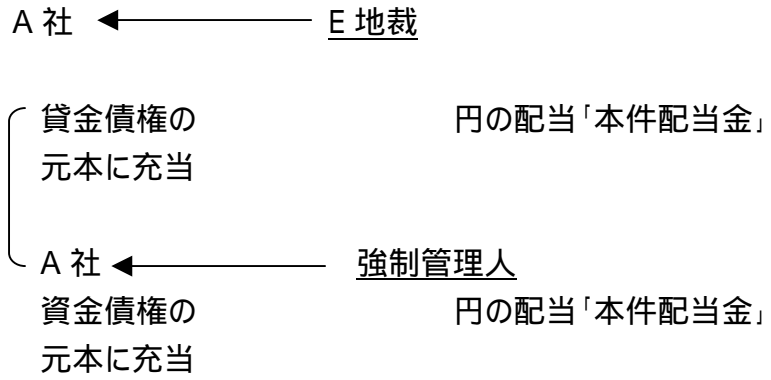 A 社 E 地裁
貸金債権の 円の配当「本件配当金」
元本に充当
A 社 強制管理人
資金債権の 円の配当「本件配当金」
元本に充当